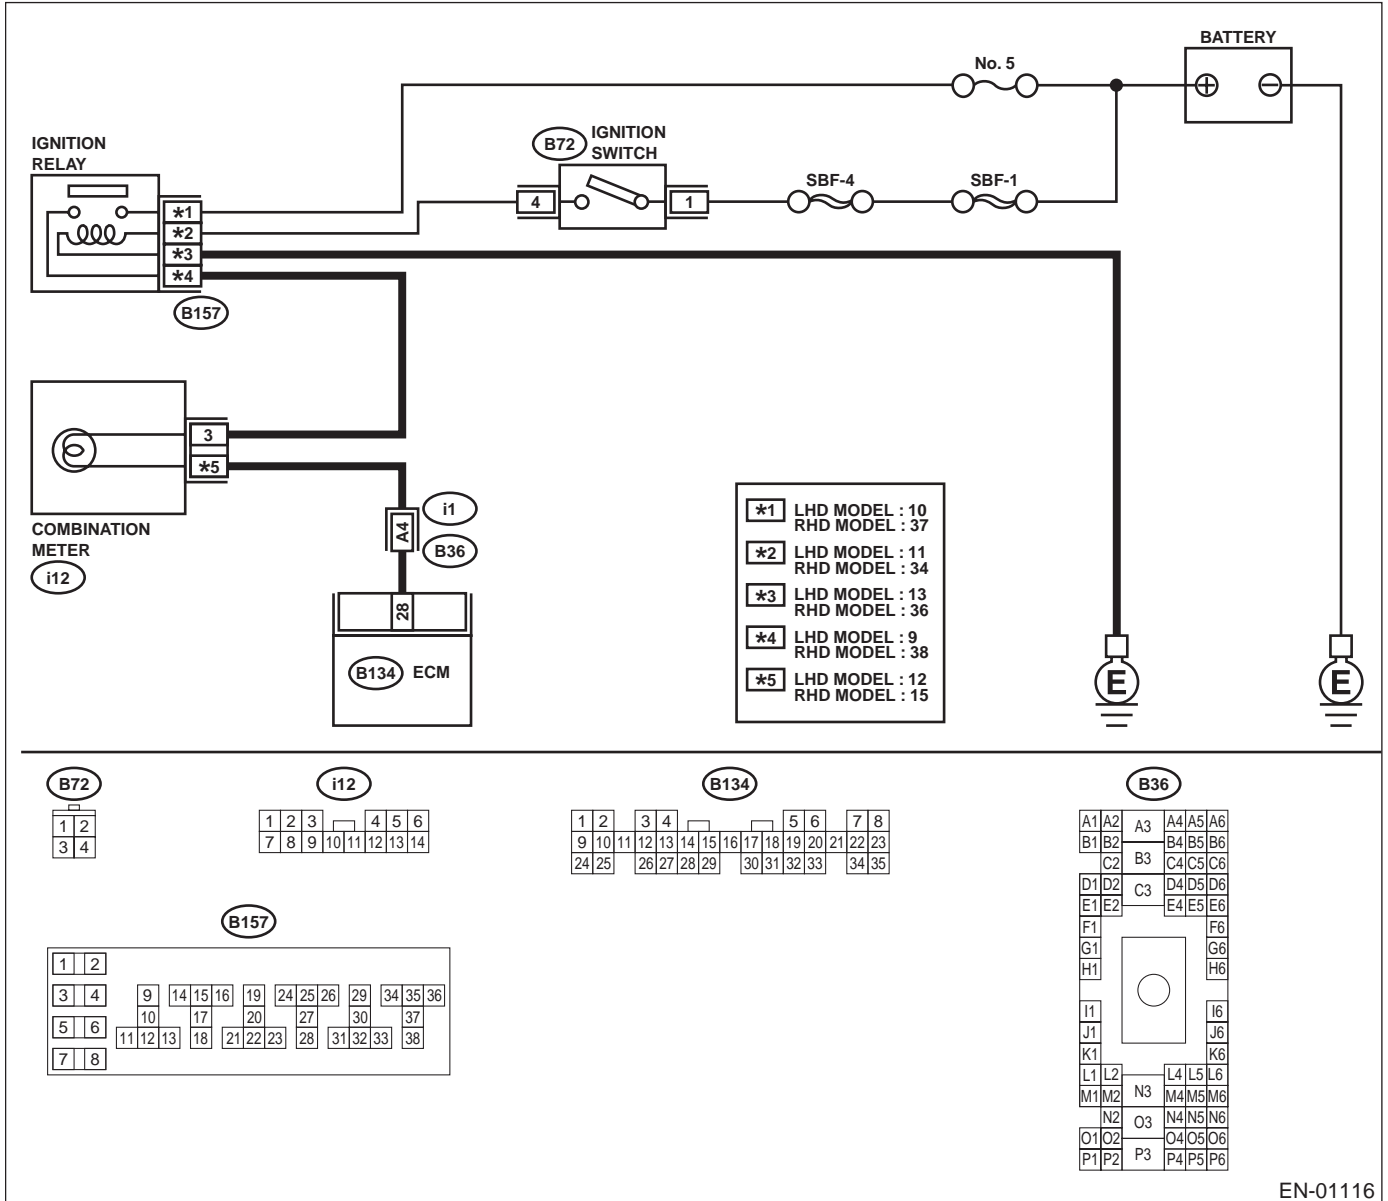 BATTERY
No. 5
IGNITION
RELAY
B72
IGNITION
SWITCH
SBF-4
SBF-1
4
1
*1
*2
*3
*4
B157
3
*5
COMBINATION
METER
i12
A4
i1
B36
28
B134
ECM
*1 LHD MODEL : 10
RHD MODEL : 37
*2 LHD MODEL : 11
RHD MODEL : 34
*3 LHD MODEL : 13
RHD MODEL : 36
*4 LHD MODEL : 9
RHD MODEL : 38
*5 LHD MODEL : 12
RHD MODEL : 15
E
E
B72
1 2
3 4
i12
1 2 3 4 5 6
7 8 9 10 11 12 13 14
B134
1 2 3 4 5 6 7 8
9 10 11 12 13 14 15 16 17 18 19 20 21 22 23
24 25 26 27 28 29 30 31 32 33 34 35
B157
1 2
3 4 9 14 15 16 19 24 25 26 29 34 35 36
10 17 20 27 30 37
5 6
11 12 13 18 21 22 23 28 31 32 33 38
7 8
B36
A1 A2 A3 A4 A5 A6
B1 B2 B4 B5 B6
B3
C2 C4 C5 C6
D1 D2 C3 D4 D5 D6
E1 E2 E4 E5 E6
F1 F6
G1 G6
H1 H6
I1 I6
J1 J6
K1 K6
L1 L2 L4 L5 L6
M1 M2 N3 M4 M5 M6
N2 N4 N5 N6
O3
O1 O2 O4 O5 O6
P1 P2 P3 P4 P5 P6
EN-01116